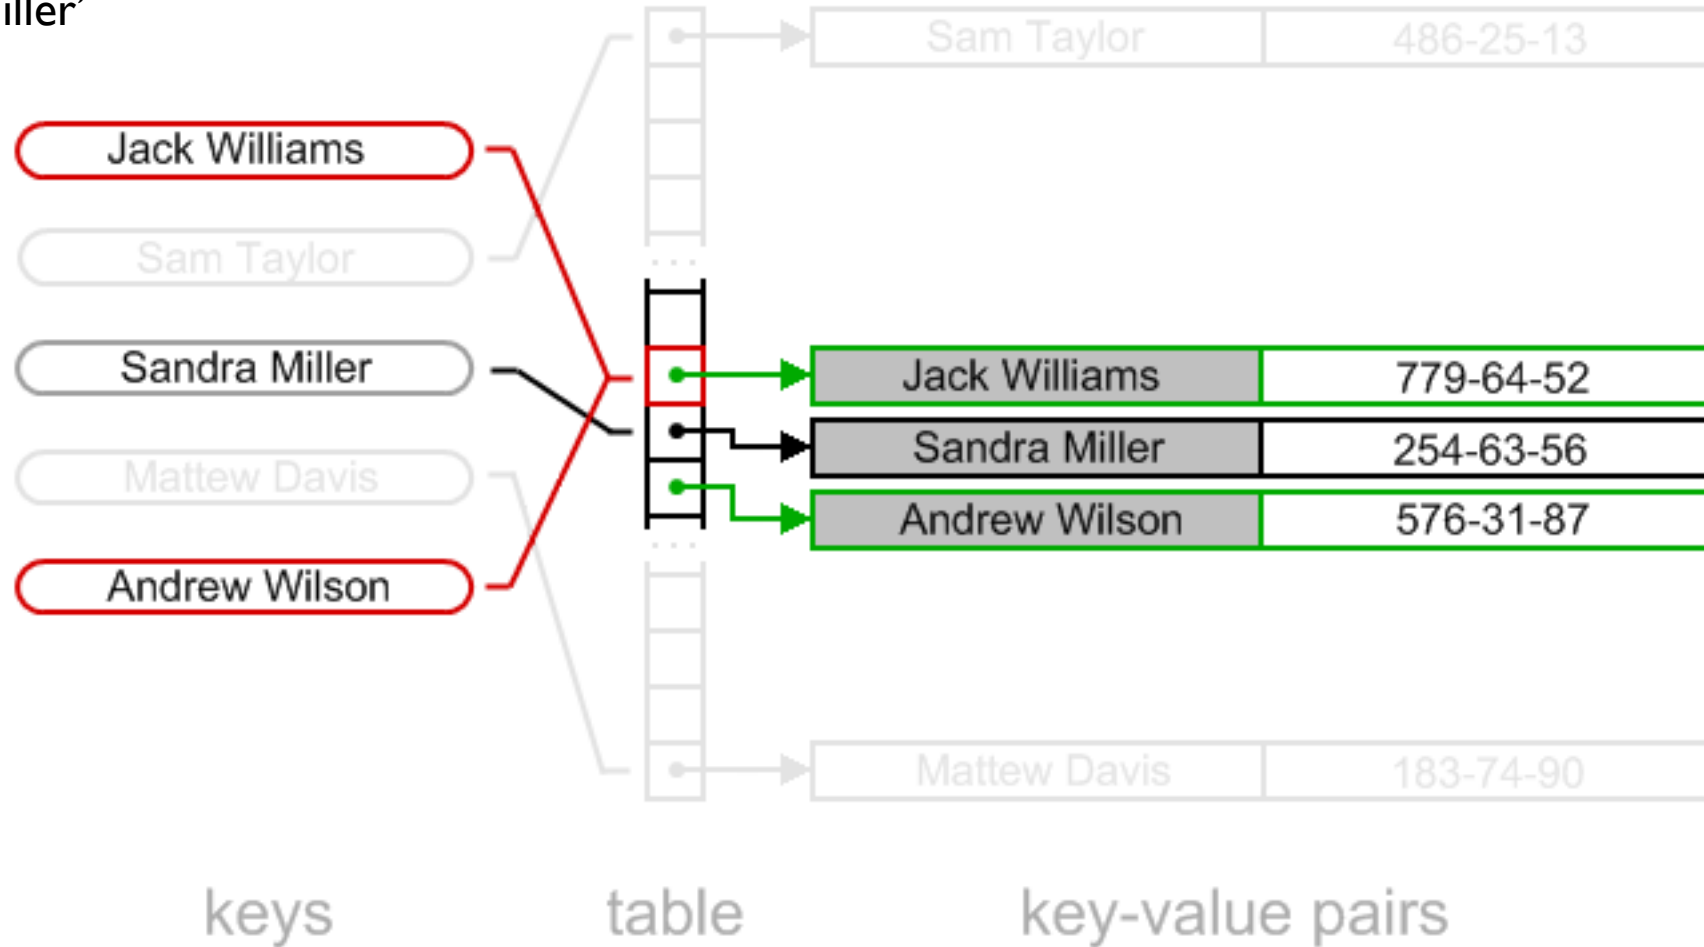 iller'
Sam Taylor 486-25-13
Jack Williams
Sam Taylor
...
Sandra Miller
Jack Williams 779-64-52
Sandra Miller 254-63-56
Mattew Davis
Andrew Wilson 576-31-87
...
Andrew Wilson
Mattew Davis 183-74-90
keys table key-value pairs